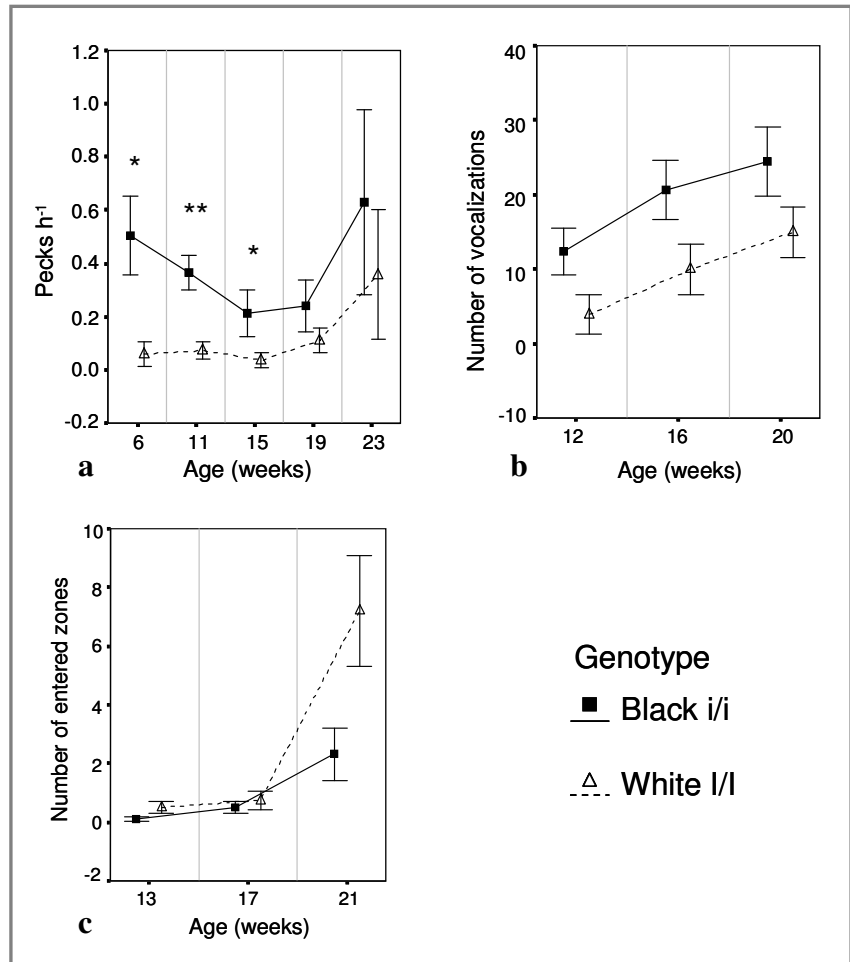 1.2
1.0
0.8
0.6
0.4
0.2
0.0
-0.2
Pecks h-1
*
**
*
6 11 15 19 23
a Age (weeks)
40
30
20
10
0
-10
Number of vocalizations
12 16 20
b Age (weeks)
10
8
6
4
2
0
-2
Number of entered zones
13 17 21
c Age (weeks)
Genotype
Black i/i
White I/I